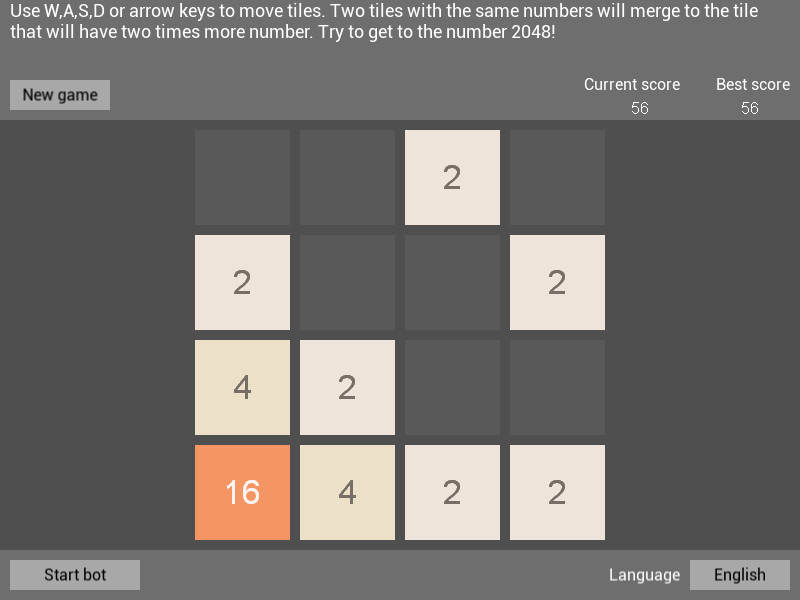 Use W,A,S,D or arrow keys to move tiles. Two tiles with the same numbers will merge to the tile
that will have two times more number. Try to get to the number 2048!
New game
Current score
Best score
56
56
2
2
2
4
2
16
4
2
2
Start bot
Language
English